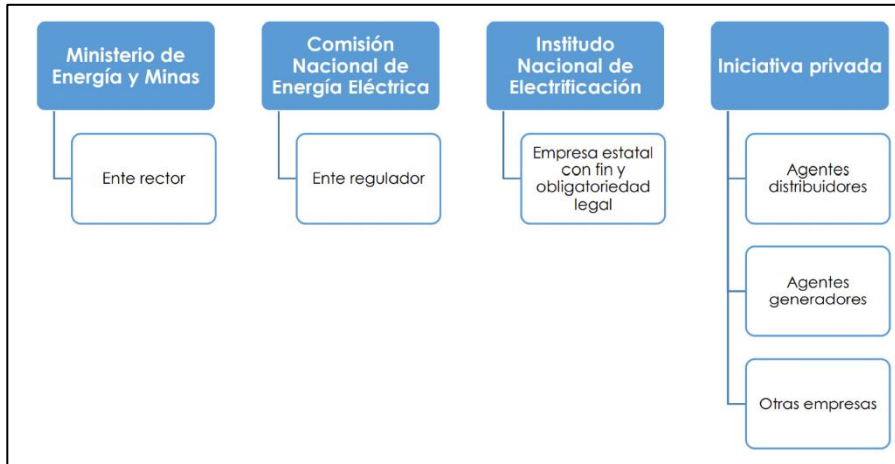 Ministerio de
Energía y Minas
Ente rector
Comisión
Nacional de
Energía Eléctrica
Ente regulador
Institudo
Nacional de
Electrificación
Empresa estatal
con fin y
obligatoriedad
legal
Iniciativa privada
Agentes
distribuidores
Agentes
generadores
Otras empresas